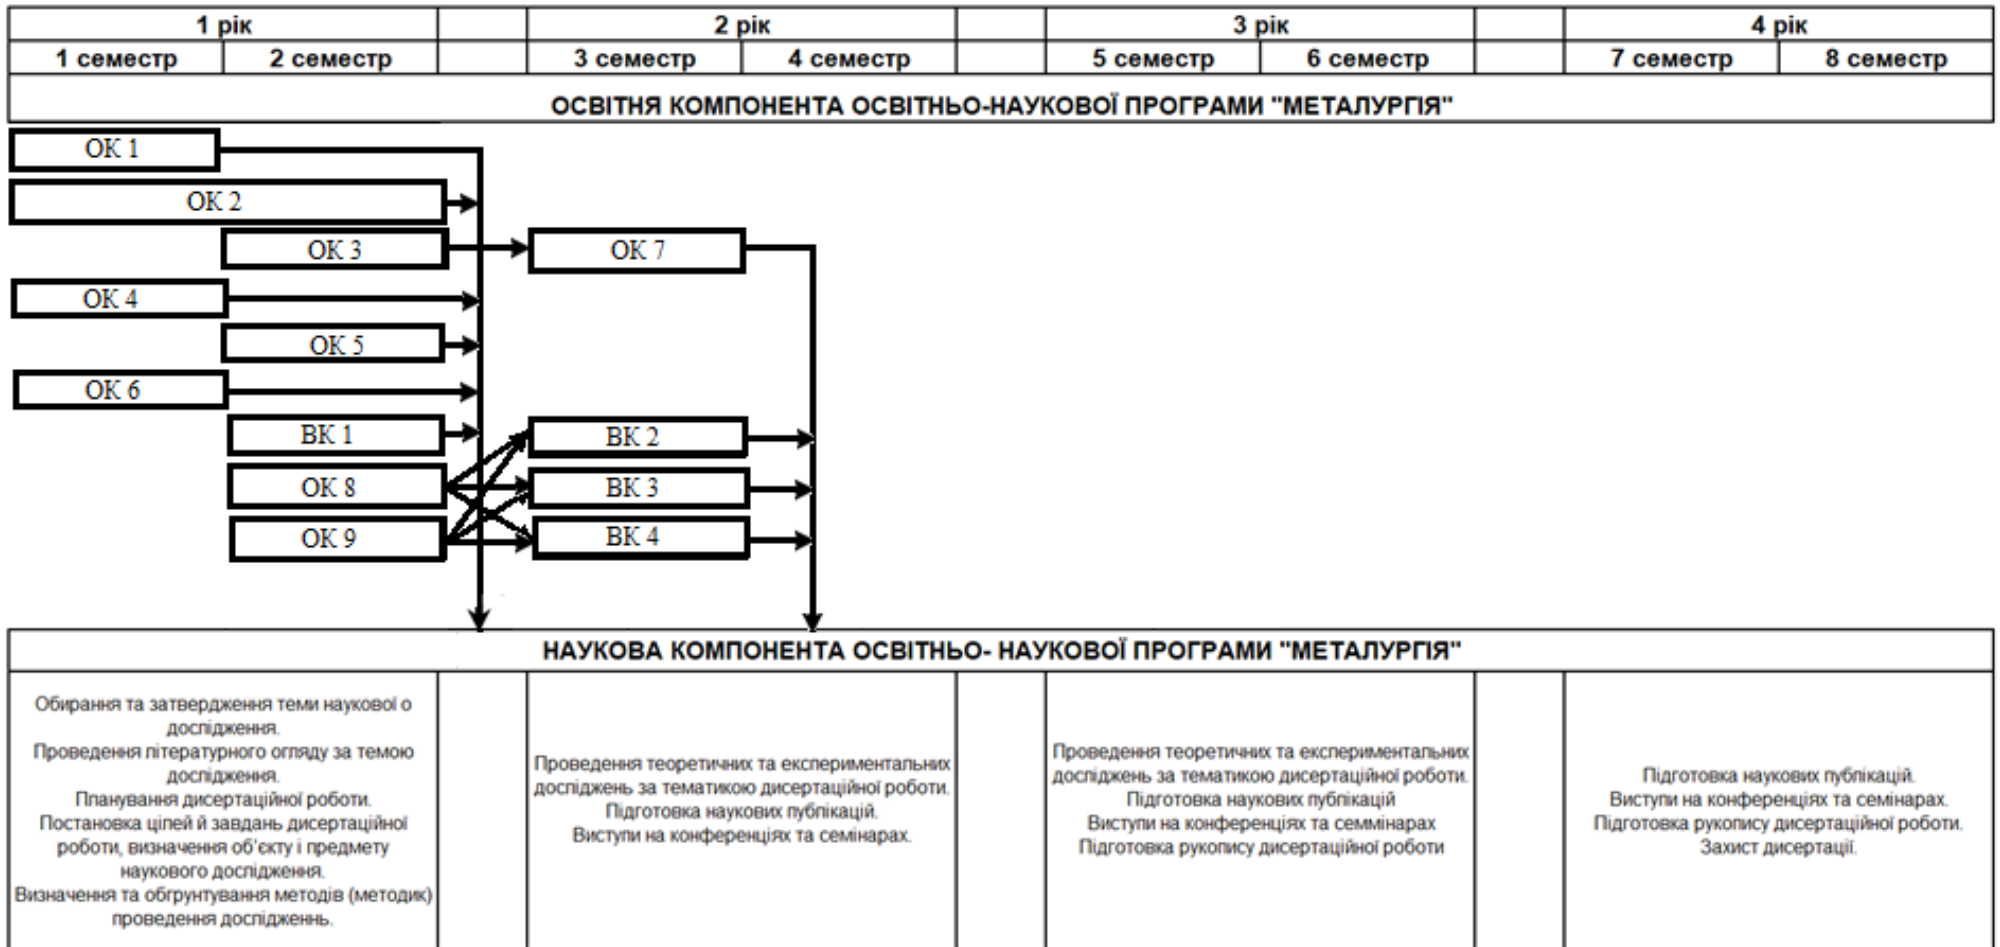 1 рік 2 рік 3 рік 4 рік
1 семестр 2 семестр 3 семестр 4 семестр 5 семестр 6 семестр 7 семестр 8 семестр
ОСВІТНЯ КОМПОНЕНТА ОСВІТНЬО-НАУКОВОЇ ПРОГРАМИ "МЕТАЛУРГІЯ"
ОК 1
ОК 2
ОК 3 ОК 7
ОК 4
ОК 5
ОК 6
ВК 1 ВК 2
ОК 8 ВК 3
ОК 9 ВК 4
НАУКОВА КОМПОНЕНТА ОСВІТНЬО- НАУКОВОЇ ПРОГРАМИ "МЕТАЛУРГІЯ"
Обирання та затвердження теми наукової о
дослідження.
Проведення літературного огляду за темою
дослідження.
Планування дисертаційної роботи.
Постановка цілей й завдань дисертаційної
роботи, визначення об'єкту і предмету
наукового дослідження.
Визначення та обгрунтування методів (методик)
проведення дослідженнь.
Проведення теоретичних та експериментальних
досліджень за тематикою дисертаційної роботи.
Підготовка наукових публікацій.
Виступи на конференціях та семінарах.
Проведення теоретичних та експериментальних
досліджень за тематикою дисертаційної роботи.
Підготовка наукових публікацій
Виступи на конференціях та семмінарах
Підготовка рукопису дисертаційної роботи
Підготовка наукових публікацій.
Виступи на конференціях та семінарах.
Підготовка рукопису дисертаційної роботи.
Захист дисертації.